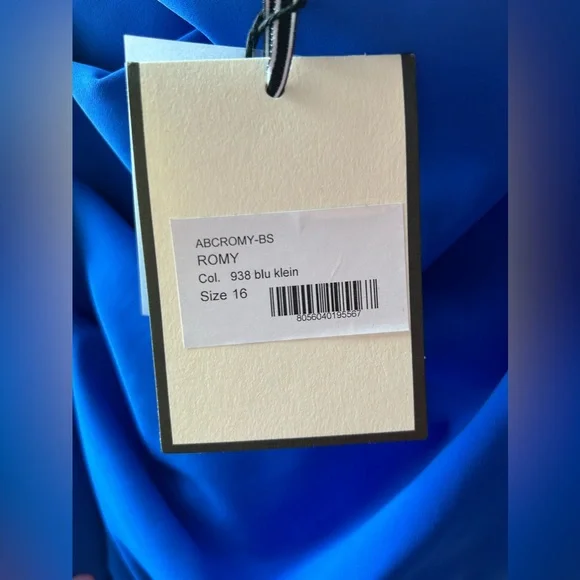 ABCROMY-BS
ROMY
Col. 938 blu klein
Size 16
8056040195567